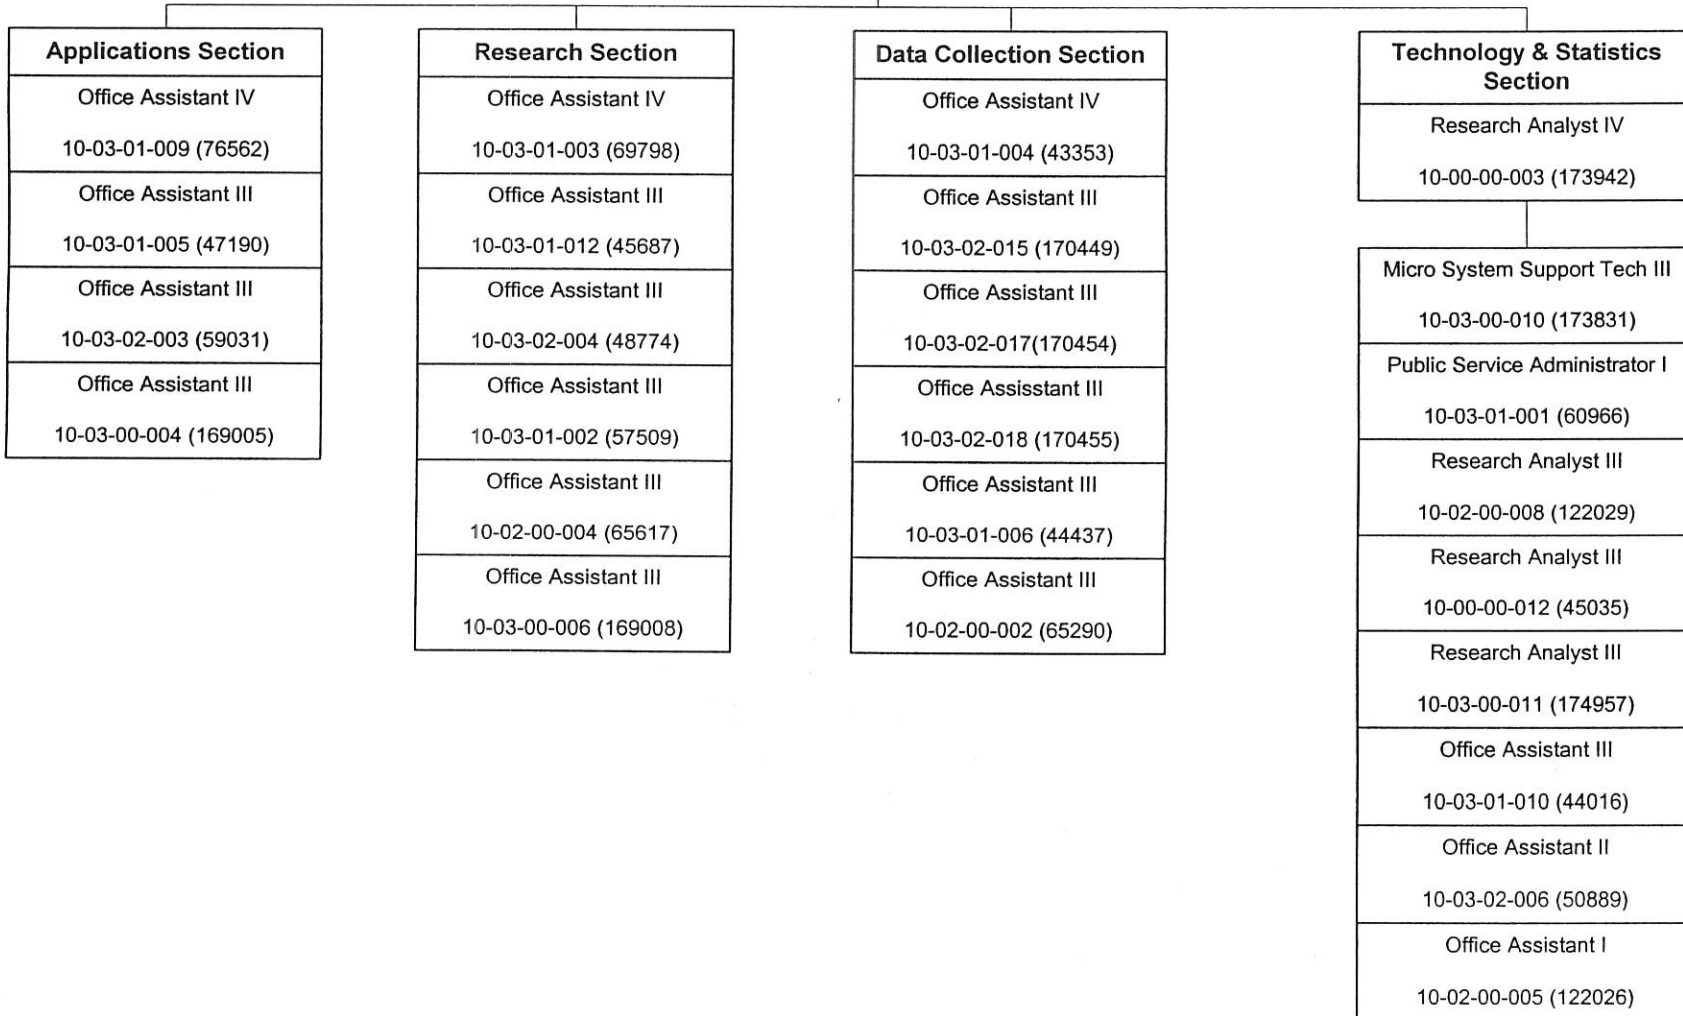 Applications Section
Office Assistant IV
10-03-01-009 (76562)
Office Assistant III
10-03-01-005 (47190)
Office Assistant III
10-03-02-003 (59031)
Office Assistant III
10-03-00-004 (169005)
Research Section
Office Assistant IV
10-03-01-003 (69798)
Office Assistant III
10-03-01-012 (45687)
Office Assistant III
10-03-02-004 (48774)
Office Assistant III
10-03-01-002 (57509)
Office Assistant III
10-02-00-004 (65617)
Office Assistant III
10-03-00-006 (169008)
Data Collection Section
Office Assistant IV
10-03-01-004 (43353)
Office Assistant III
10-03-02-015 (170449)
Office Assistant III
10-03-02-017(170454)
Office Assisstant III
10-03-02-018 (170455)
Office Assistant III
10-03-01-006 (44437)
Office Assistant III
10-02-00-002 (65290)
Technology & Statistics
Section
Research Analyst IV
10-00-00-003 (173942)
Micro System Support Tech III
10-03-00-010 (173831)
Public Service Administrator I
10-03-01-001 (60966)
Research Analyst III
10-02-00-008 (122029)
Research Analyst III
10-00-00-012 (45035)
Research Analyst III
10-03-00-011 (174957)
Office Assistant III
10-03-01-010 (44016)
Office Assistant II
10-03-02-006 (50889)
Office Assistant I
10-02-00-005 (122026)